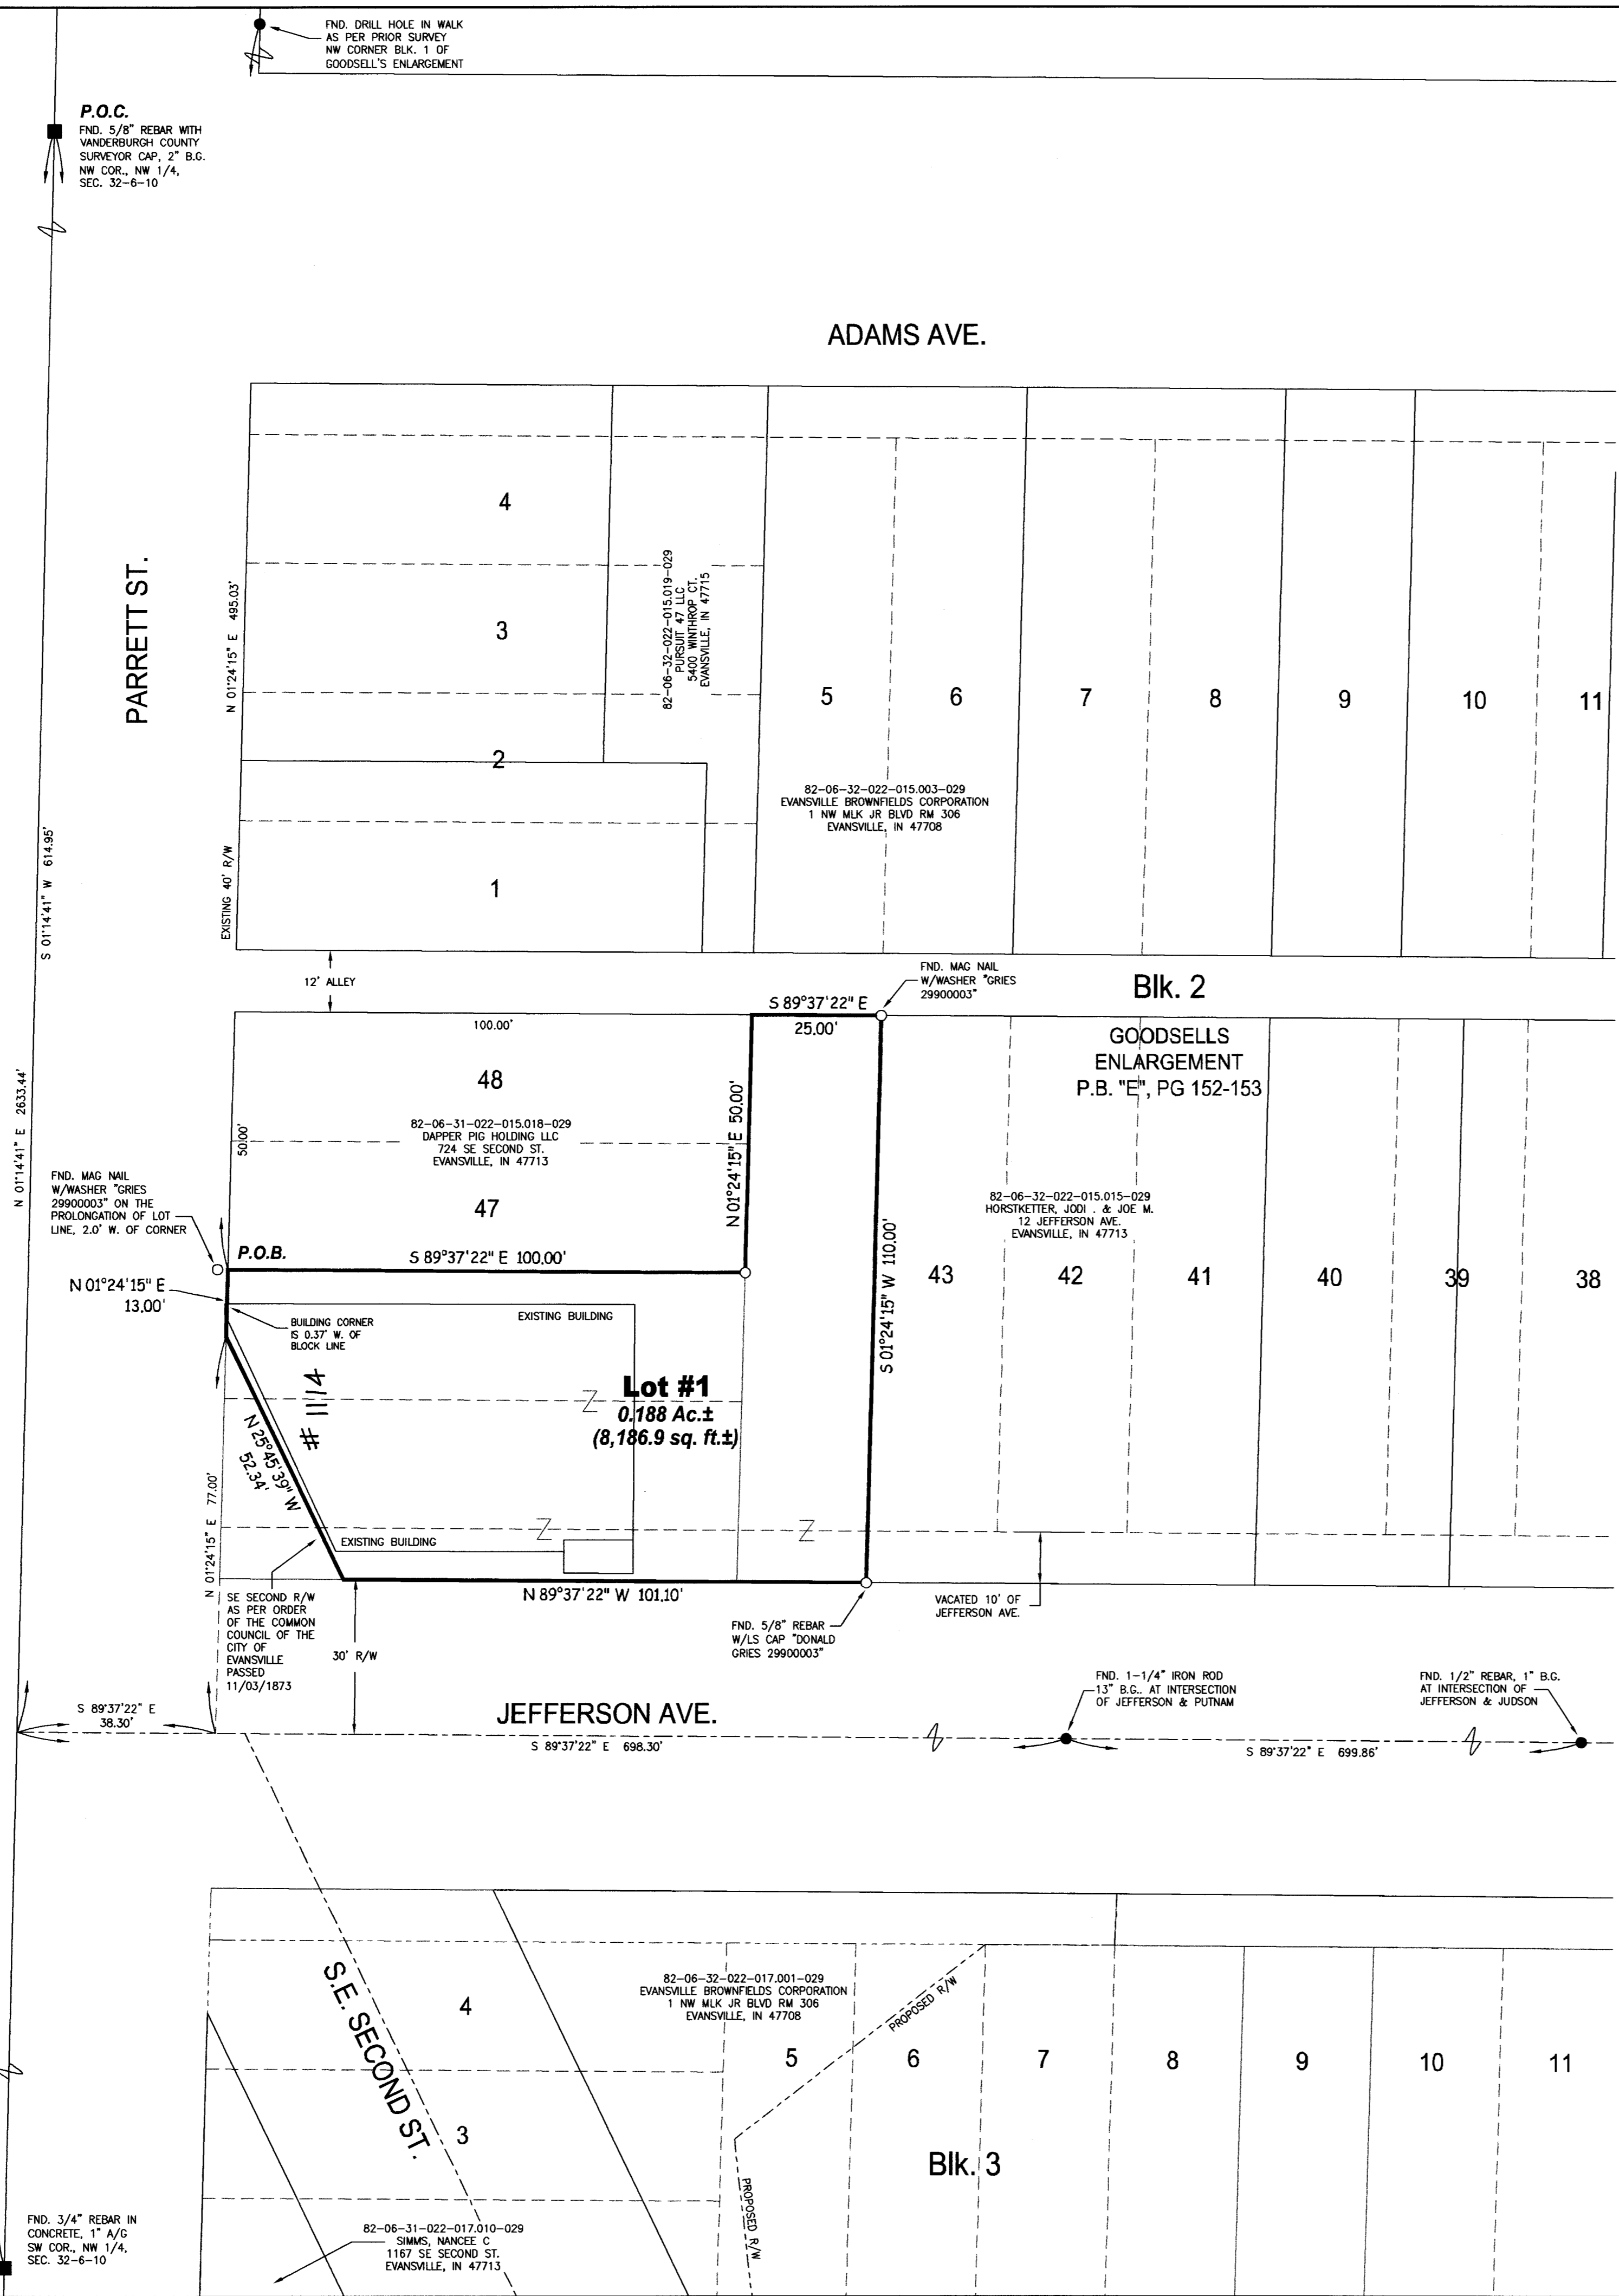 FND. DRILL HOLE IN WALK
AS PER PRIOR SURVEY
NW CORNER BLK. 1 OF
GOODSELL'S ENLARGEMENT
P.O.C.
FND. 5/8" REBAR WITH
VANDERBURGH COUNTY
SURVEYOR CAP, 2" B.G.
NW COR., NW 1/4,
SEC. 32-6-10
ADAMS AVE.
PARRETT ST.
N 01°24'15" E 495.03'
EXISTING 40' R/W
S 01°14'41" W 614.95'
N 01°14'41" E 2633.44'
4
3
2
1
82-06-32-022-015.019-029
PURSUIT 47 LLC
5400 WINTHROP CT.
EVANSVILLE, IN 47715
5
6
7
8
9
10
11
82-06-32-022-015.003-029
EVANSVILLE BROWNFIELDS CORPORATION
1 NW MLK JR BLVD RM 306
EVANSVILLE, IN 47708
12' ALLEY
FND. MAG NAIL
W/WASHER "GRIES
29900003"
Blk. 2
S 89°37'22" E
25.00'
100.00'
GOODSELLS
ENLARGEMENT
P.B. "E", PG 152-153
48
82-06-31-022-015.018-029
DAPPER PIG HOLDING LLC
724 SE SECOND ST.
EVANSVILLE, IN 47713
50.00'
47
N 01°24'15" E 50.00'
FND. MAG NAIL
W/WASHER "GRIES
29900003" ON THE
PROLONGATION OF LOT
LINE, 2.0' W. OF CORNER
82-06-32-022-015.015-029
HORSTKETTER, JODI . & JOE M.
12 JEFFERSON AVE.
EVANSVILLE, IN 47713
P.O.B.
S 89°37'22" E 100.00'
S 01°24'15" W 110.00'
43
42
41
40
39
38
N 01°24'15" E
13.00'
BUILDING CORNER
IS 0.37' W. OF
BLOCK LINE
EXISTING BUILDING
# 1114
Lot #1
0.188 Ac.±
(8,186.9 sq. ft.±)
N 25°45'39" W
52.34'
N 01°24'15" E 77.00'
EXISTING BUILDING
N 89°37'22" W 101.10'
SE SECOND R/W
AS PER ORDER
OF THE COMMON
COUNCIL OF THE
CITY OF
EVANSVILLE
PASSED
11/03/1873
30' R/W
FND. 5/8" REBAR
W/LS CAP "DONALD
GRIES 29900003"
VACATED 10' OF
JEFFERSON AVE.
FND. 1-1/4" IRON ROD
13" B.G.. AT INTERSECTION
OF JEFFERSON & PUTNAM
FND. 1/2" REBAR, 1" B.G.
AT INTERSECTION OF
JEFFERSON & JUDSON
S 89°37'22" E
38.30'
JEFFERSON AVE.
S 89°37'22" E 698.30'
S 89°37'22" E 699.86'
S.E. SECOND ST.
4
3
82-06-32-022-017.001-029
EVANSVILLE BROWNFIELDS CORPORATION
1 NW MLK JR BLVD RM 306
EVANSVILLE, IN 47708
PROPOSED R/W
5
6
7
8
9
10
11
Blk. 3
PROPOSED R/W
FND. 3/4" REBAR IN
CONCRETE, 1" A/G
SW COR., NW 1/4,
SEC. 32-6-10
82-06-31-022-017.010-029
SIMMS, NANCEE C
1167 SE SECOND ST.
EVANSVILLE, IN 47713